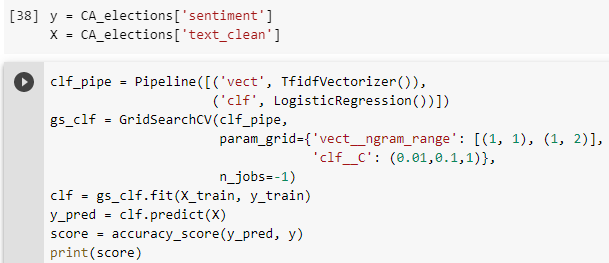 [38] y = CA_elections['sentiment']
X = CA_elections['text_clean']
clf_pipe = Pipeline([('vect', TfidfVectorizer()),
('clf', LogisticRegression())])
gs_clf = GridSearchCV(clf_pipe,
param_grid={'vect__ngram_range': [(1, 1), (1, 2)],
'clf__C': (0.01,0.1,1)},
n_jobs=-1)
clf = gs_clf.fit(X_train, y_train)
y_pred = clf.predict(X)
score = accuracy_score(y_pred, y)
print(score)